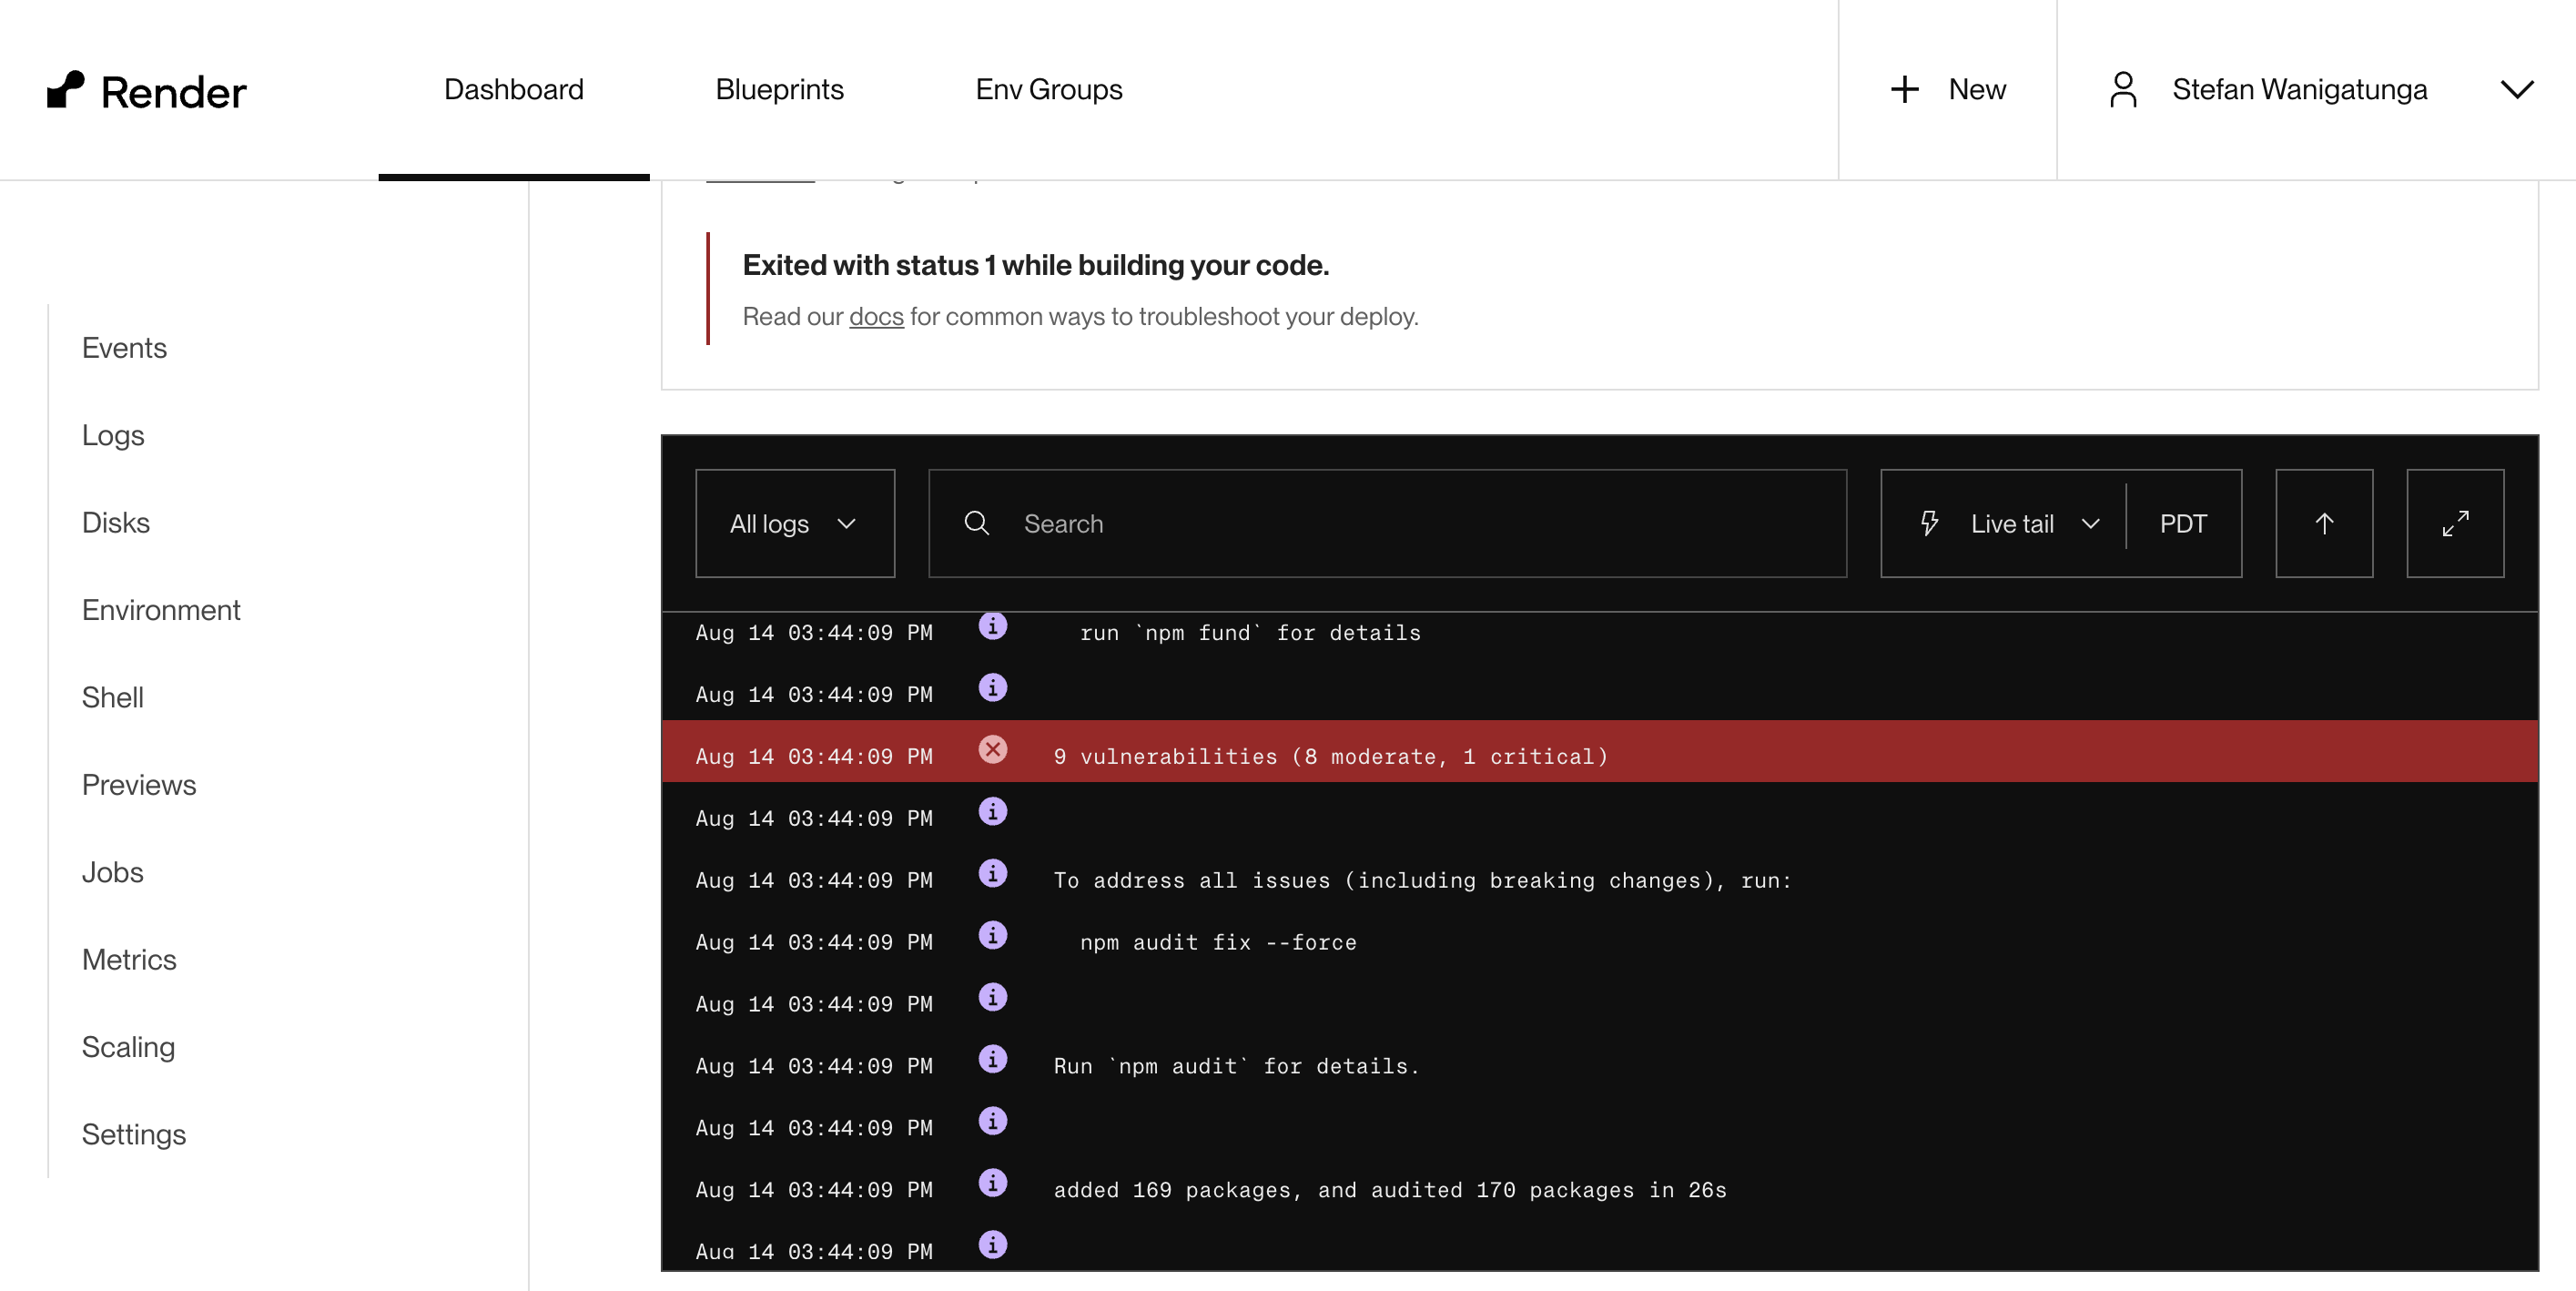 Render
Dashboard
Blueprints
Env Groups
New
Stefan Wanigatunga
Events
Logs
Disks
Environment
Shell
Previews
Jobs
Metrics
Scaling
Settings
Exited with status 1 while building your code.
Read our docs for common ways to troubleshoot your deploy.
All logs
Search
Live tail
PDT
Aug 14 03:44:09 PM run `npm fund` for details
Aug 14 03:44:09 PM
Aug 14 03:44:09 PM 9 vulnerabilities (8 moderate, 1 critical)
Aug 14 03:44:09 PM
Aug 14 03:44:09 PM To address all issues (including breaking changes), run:
Aug 14 03:44:09 PM npm audit fix --force
Aug 14 03:44:09 PM
Aug 14 03:44:09 PM Run `npm audit` for details.
Aug 14 03:44:09 PM
Aug 14 03:44:09 PM added 169 packages, and audited 170 packages in 26s
Aug 14 03:44:09 PM